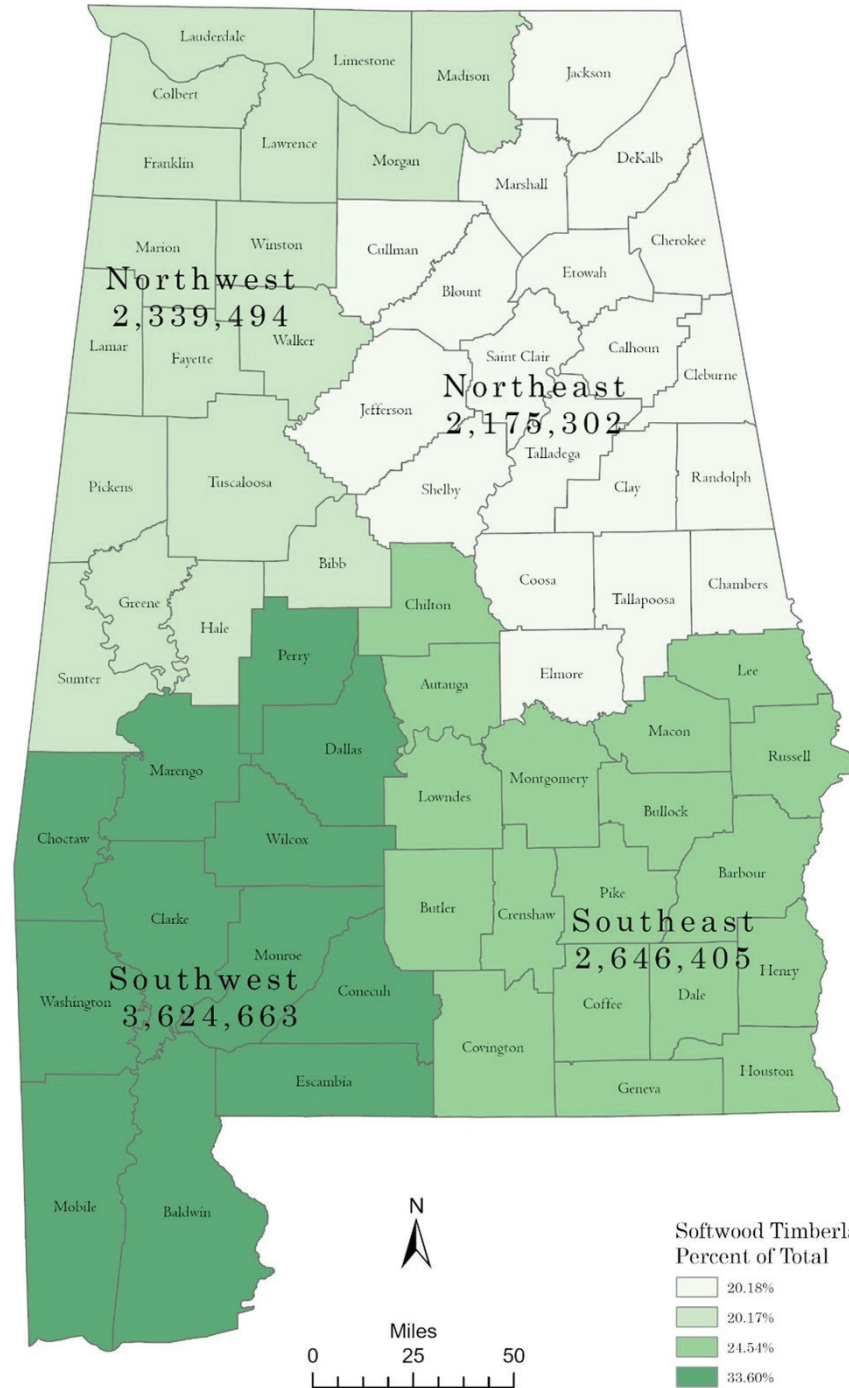 Lauderdale
Limestone
Madison
Jackson
Colbert
Lawrence
Franklin
Morgan
Marshall
DeKalb
Cherokee
Marion
Winston
Cullman
Etowah
Blount
Northwest
2,339,494
Lamar
Fayette
Walker
Saint Clair
Calhoun
Cleburne
Northeast
2,175,302
Jefferson
Talladega
Pickens
Tuscaloosa
Shelby
Clay
Randolph
Bibb
Greene
Hale
Chilton
Coosa
Tallapoosa
Chambers
Sumter
Perry
Autauga
Elmore
Lee
Marengo
Dallas
Macon
Russell
Lowndes
Montgomery
Bullock
Choctaw
Wilcox
Barbour
Clarke
Butler
Crenshaw
Pike
Southeast
2,646,405
Monroe
Southwest
3,624,663
Washington
Conecuh
Coffee
Dale
Henry
Covington
Escambia
Geneva
Houston
Mobile
Baldwin
N
Miles
0 25 50
Softwood Timberla
Percent of Total
20.18%
20.17%
24.54%
33.60%